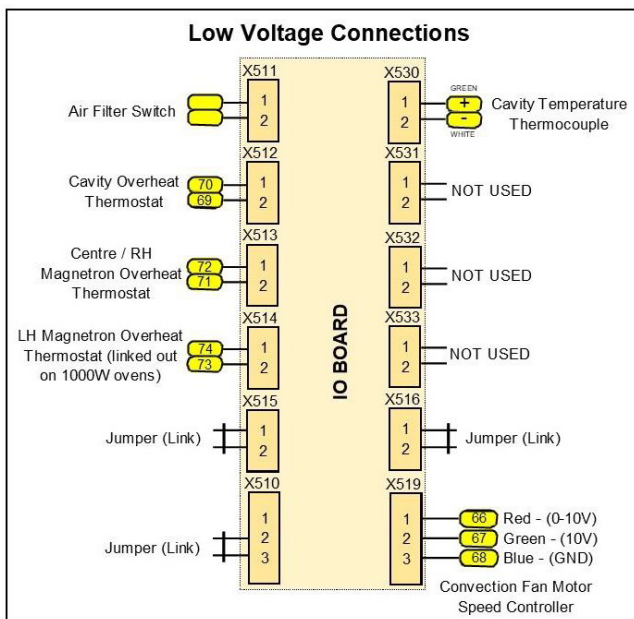 Low Voltage Connections
X511
1
2
Air Filter Switch
X512
1
2
70
69
Cavity Overheat
Thermostat
X513
1
2
72
71
Centre / RH
Magnetron Overheat
Thermostat
X514
1
2
74
73
LH Magnetron Overheat
Thermostat (linked out
on 1000W ovens)
X515
1
2
Jumper (Link)
X510
1
2
3
Jumper (Link)
IO BOARD
X530
1
2
GREEN
+
-
WHITE
Cavity Temperature
Thermocouple
X531
1
2
NOT USED
X532
1
2
NOT USED
X533
1
2
NOT USED
X516
1
2
Jumper (Link)
X519
1
2
3
66 Red - (0-10V)
67 Green - (10V)
68 Blue - (GND)
Convection Fan Motor
Speed Controller